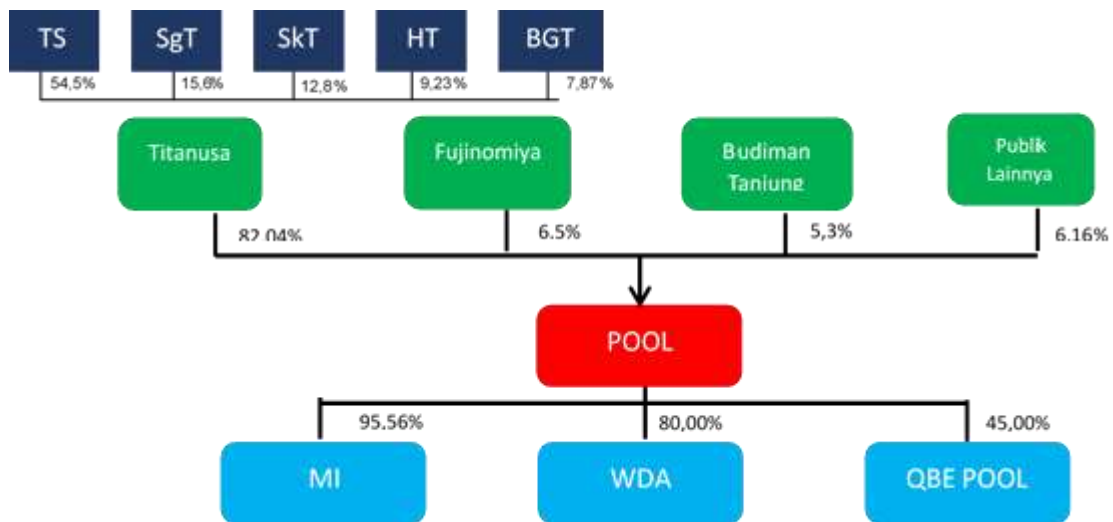 TS SgT SkT HT BGT
54,5% 15,6% 12,8% 9,23% 7,87%
Titanusa
Fujinomiya
Budiman
Tanjung
Publik
Lainnya
82.04% 6.5% 5,3% 6.16%
POOL
95.56% 80,00% 45,00%
MI WDA QBE POOL